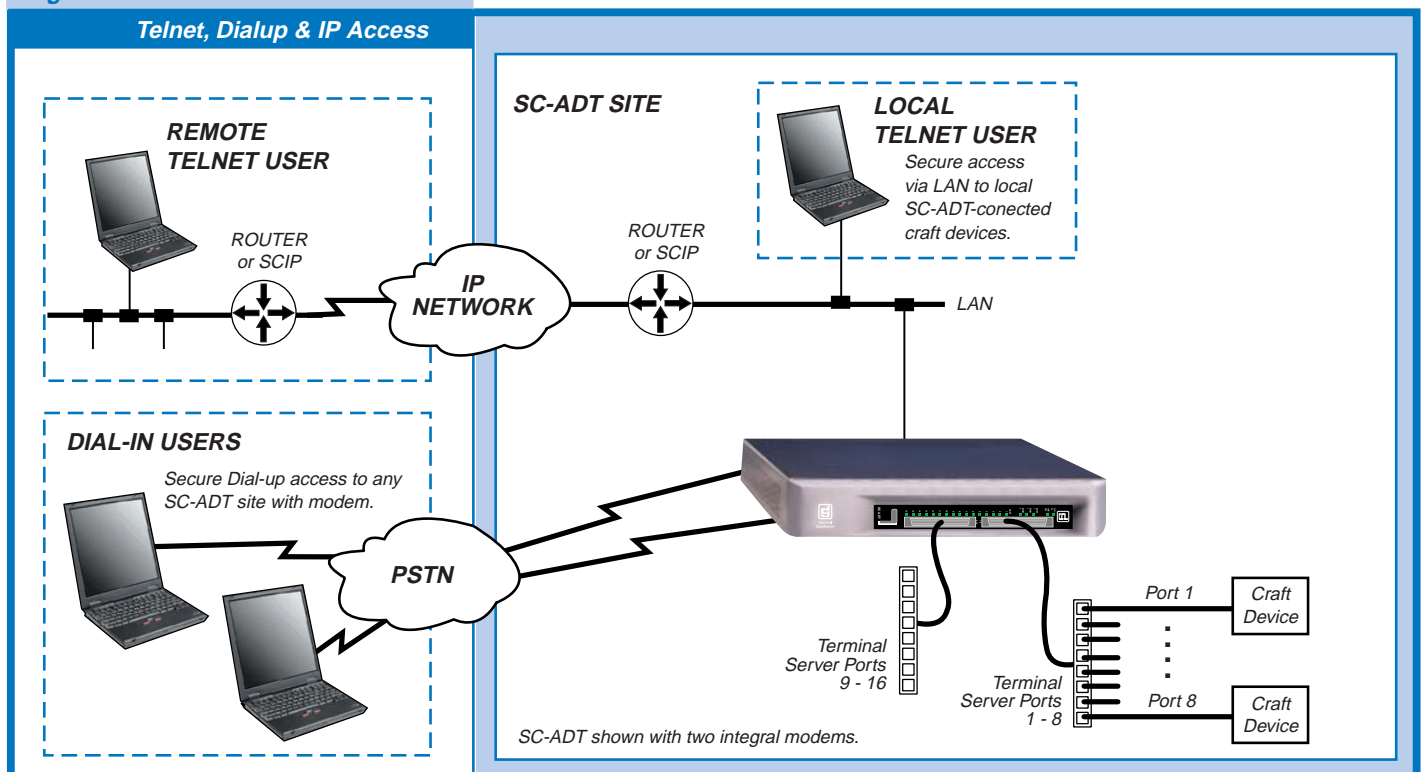 Telnet, Dialup & IP Access
REMOTE
TELNET USER
ROUTER
or SCIP
IP
NETWORK
SC-ADT SITE
ROUTER
or SCIP
LOCAL
TELNET USER
Secure access
via LAN to local
SC-ADT-conected
craft devices.
LAN
DIAL-IN USERS
Secure Dial-up access to any
SC-ADT site with modem.
PSTN
Terminal
Server Ports
9 - 16
Terminal
Server Ports
1 - 8
Port 1
Craft
Device
Port 8
Craft
Device
SC-ADT shown with two integral modems.